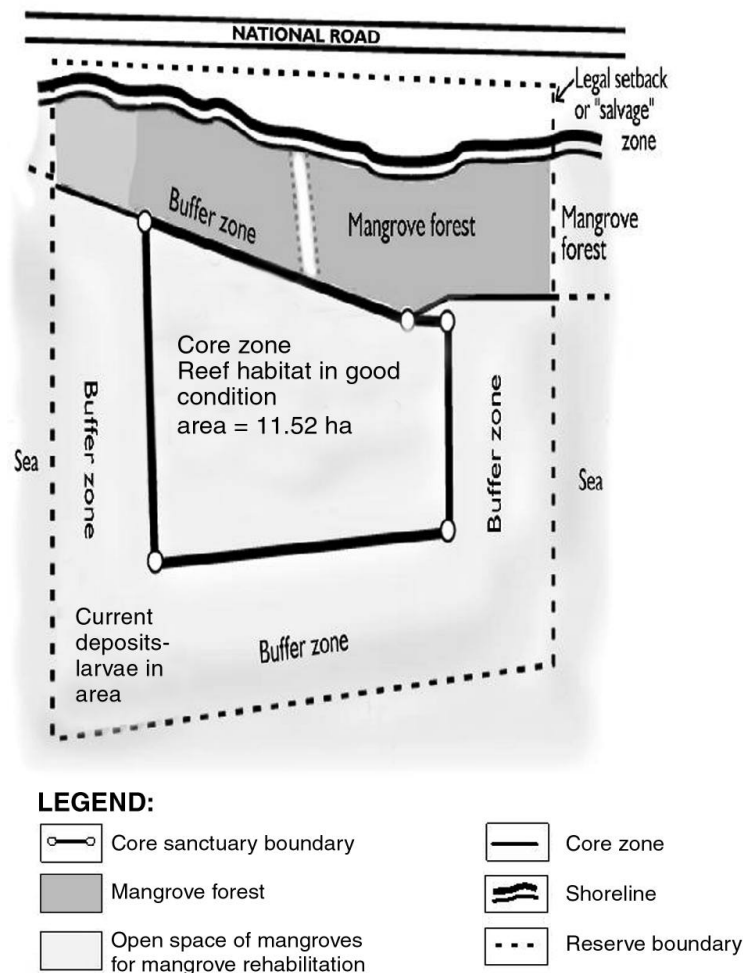 NATIONAL ROAD
Legal setback
or "salvage"
zone
Buffer zone
Mangrove forest
Mangrove
forest
Core zone
Reef habitat in good
condition
area = 11.52 ha
Buffer zone
Buffer zone
Sea
Sea
Current
deposits-
larvae in
area
Buffer zone
LEGEND:
Core sanctuary boundary
Mangrove forest
Open space of mangroves
for mangrove rehabilitation
Core zone
Shoreline
Reserve boundary